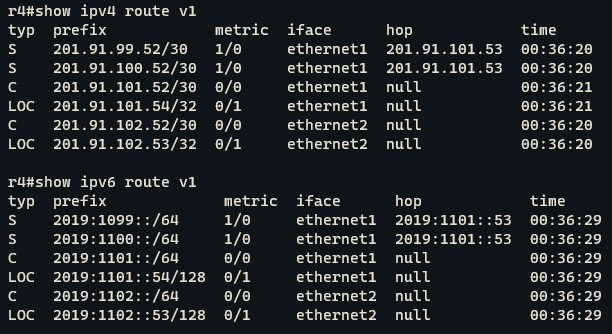 r4#show ipv4 route v1
typ  prefix            metric  iface      hop            time
S    201.91.99.52/30   1/0     ethernet1  201.91.101.53  00:36:20
S    201.91.100.52/30  1/0     ethernet1  201.91.101.53  00:36:20
C    201.91.101.52/30  0/0     ethernet1  null           00:36:21
LOC  201.91.101.54/32  0/1     ethernet1  null           00:36:21
C    201.91.102.52/30  0/0     ethernet2  null           00:36:20
LOC  201.91.102.53/32  0/1     ethernet2  null           00:36:20

r4#show ipv6 route v1
typ  prefix             metric  iface      hop            time
S    2019:1099::/64     1/0     ethernet1  2019:1101::53  00:36:29
S    2019:1100::/64     1/0     ethernet1  2019:1101::53  00:36:29
C    2019:1101::/64     0/0     ethernet1  null           00:36:29
LOC  2019:1101::54/128  0/1     ethernet1  null           00:36:29
C    2019:1102::/64     0/0     ethernet2  null           00:36:29
LOC  2019:1102::53/128  0/1     ethernet2  null           00:36:29